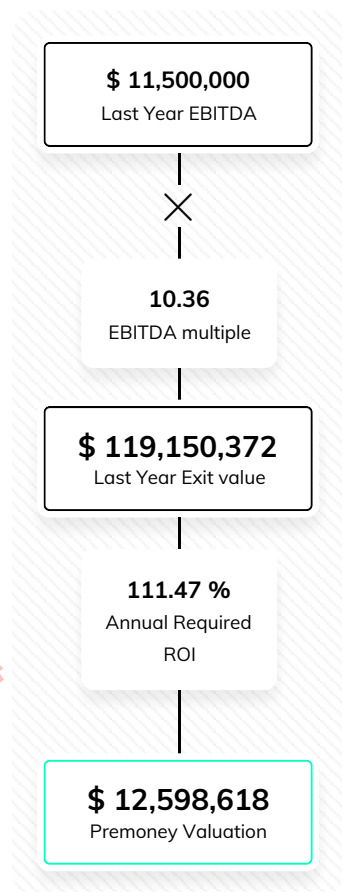 $ 11,500,000
Last Year EBITDA
10.36
EBITDA multiple
$ 119,150,372
Last Year Exit value
111.47 %
Annual Required
ROI
$ 12,598,618
Premoney Valuation